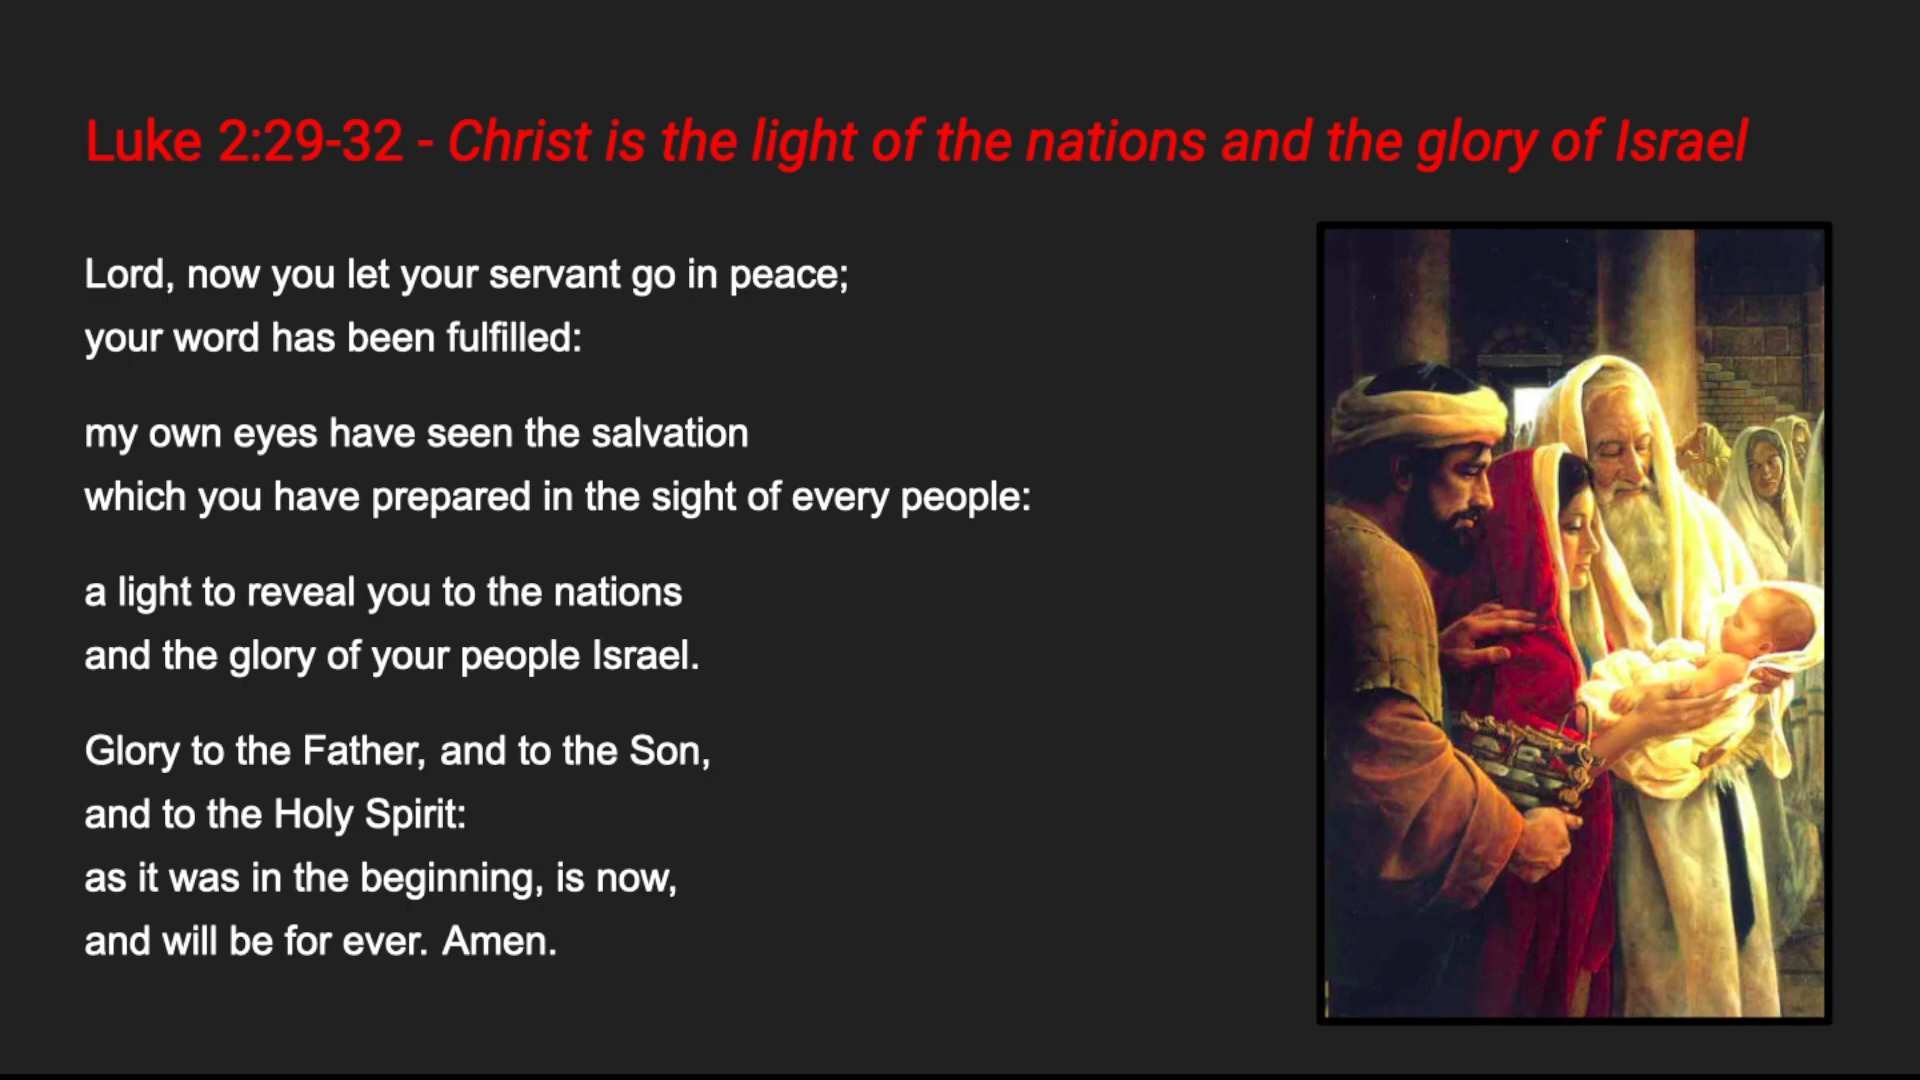 Luke 2:29-32 - Christ is the light of the nations and the glory of Israel
Lord, now you let your servant go in peace;
your word has been fulfilled:
my own eyes have seen the salvation
which you have prepared in the sight of every people:
a light to reveal you to the nations
and the glory of your people Israel.
Glory to the Father, and to the Son,
and to the Holy Spirit:
as it was in the beginning, is now,
and will be for ever. Amen.